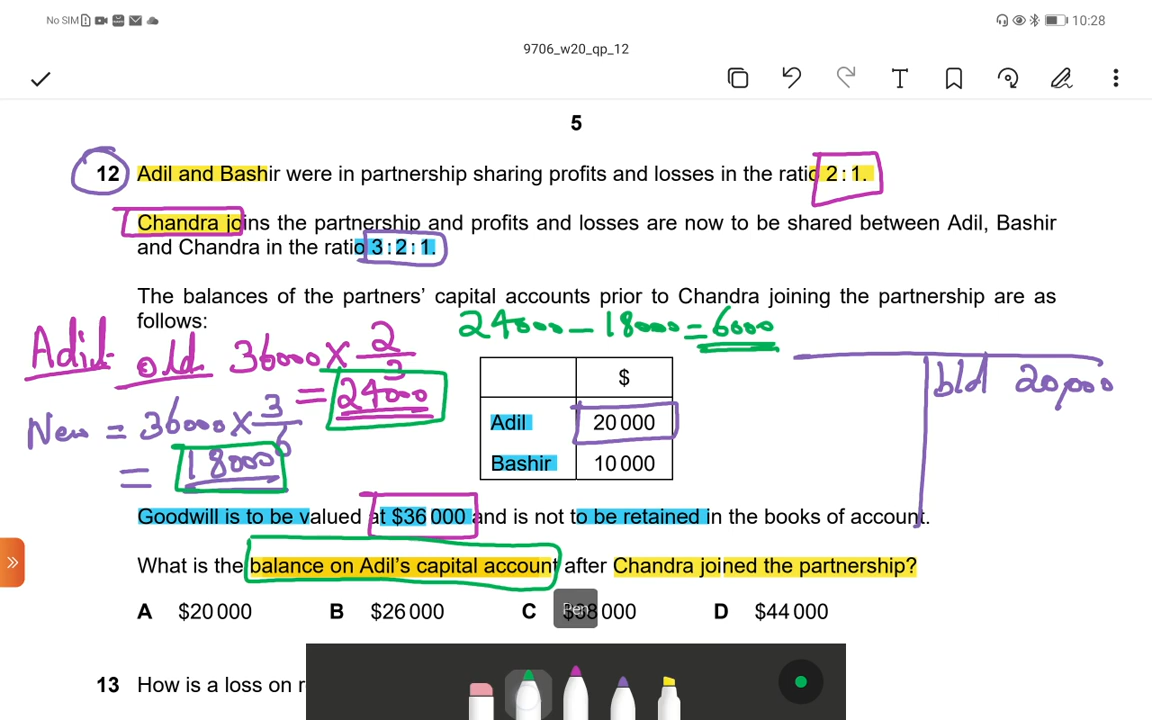 No SIM 10:28
9706_w20_qp_12
5
12 Adil and Bashir were in partnership sharing profits and losses in the ratio 2 : 1.
Chandra joins the partnership and profits and losses are now to be shared between Adil, Bashir
and Chandra in the ratio 3 : 2 : 1.
The balances of the partners’ capital accounts prior to Chandra joining the partnership are as
follows:
24000 – 18000 = 6000
Adil old 36000 × 2/3
= 24000
New = 36000 × 3/6
= 18000
$
Adil 20 000
Bashir 10 000
b/d 20,000
Goodwill is to be valued at $36 000 and is not to be retained in the books of account.
What is the balance on Adil’s capital account after Chandra joined the partnership?
A $20 000 B $26 000 C 000 D $44 000
Pen
13 How is a loss on r